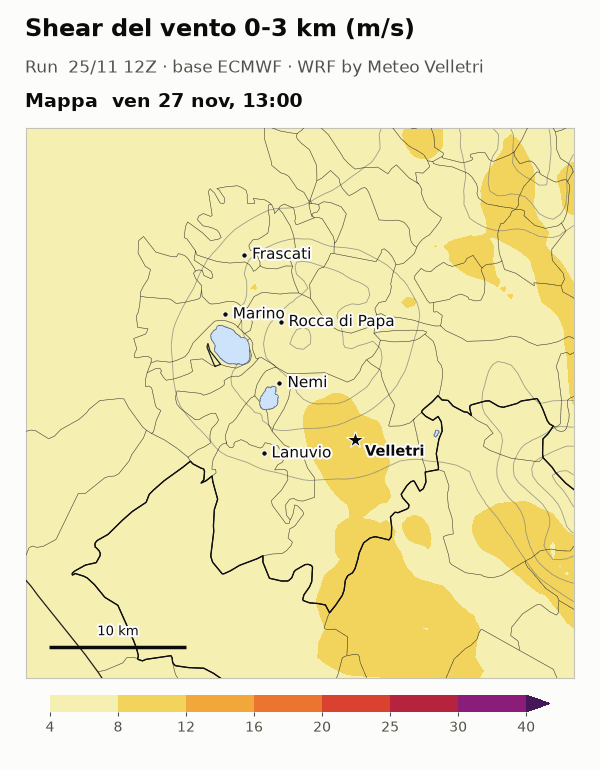 Shear del vento 0-3 km (m/s)
Run  25/11 12Z · base ECMWF · WRF by Meteo Velletri
Mappa  ven 27 nov, 13:00
Frascati
Marino
Rocca di Papa
Nemi
Velletri
Lanuvio
10 km
4 8 12 16 20 25 30 40